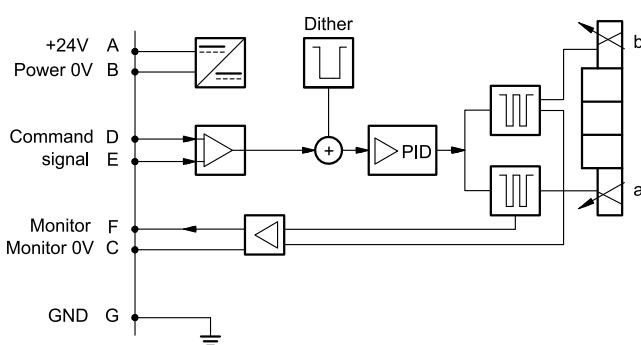 Dither
+24V A
Power 0V B
b
Command D
signal E
+
PID
a
Monitor F
Monitor 0V C
GND G